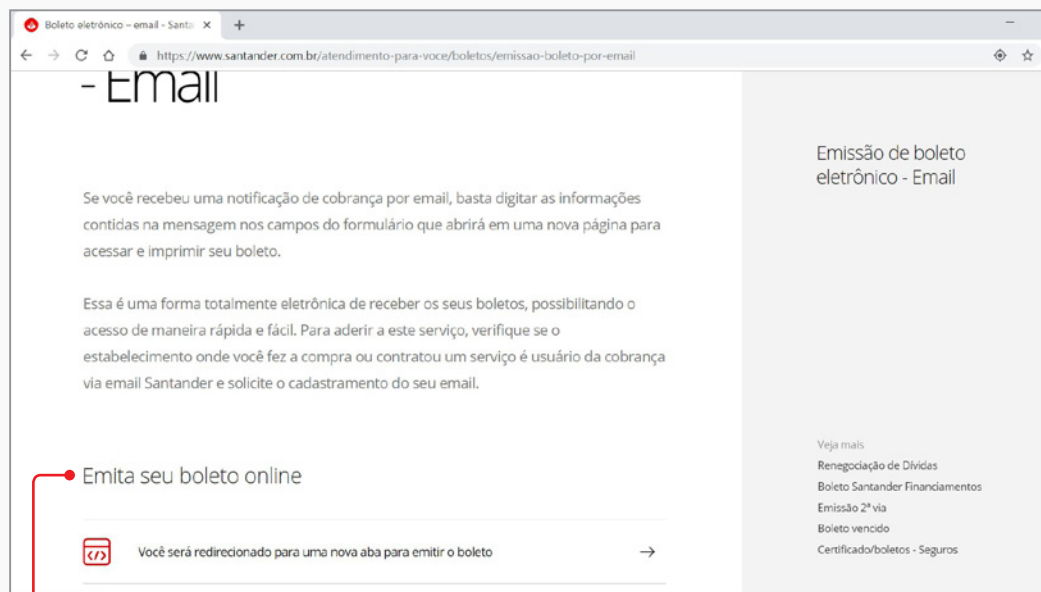 Boleto eletrônico – email - Santa
https://www.santander.com.br/atendimento-para-voce/boletos/emissao-boleto-por-email
- Email
Emissão de boleto
eletrônico - Email
Se você recebeu uma notificação de cobrança por email, basta digitar as informações
contidas na mensagem nos campos do formulário que abrirá em uma nova página para
acessar e imprimir seu boleto.
Essa é uma forma totalmente eletrônica de receber os seus boletos, possibilitando o
acesso de maneira rápida e fácil. Para aderir a este serviço, verifique se o
estabelecimento onde você fez a compra ou contratou um serviço é usuário da cobrança
via email Santander e solicite o cadastramento do seu email.
Emita seu boleto online
Você será redirecionado para uma nova aba para emitir o boleto
Veja mais
Renegociação de Dívidas
Boleto Santander Financiamentos
Emissão 2ª via
Boleto vencido
Certificado/boletos - Seguros